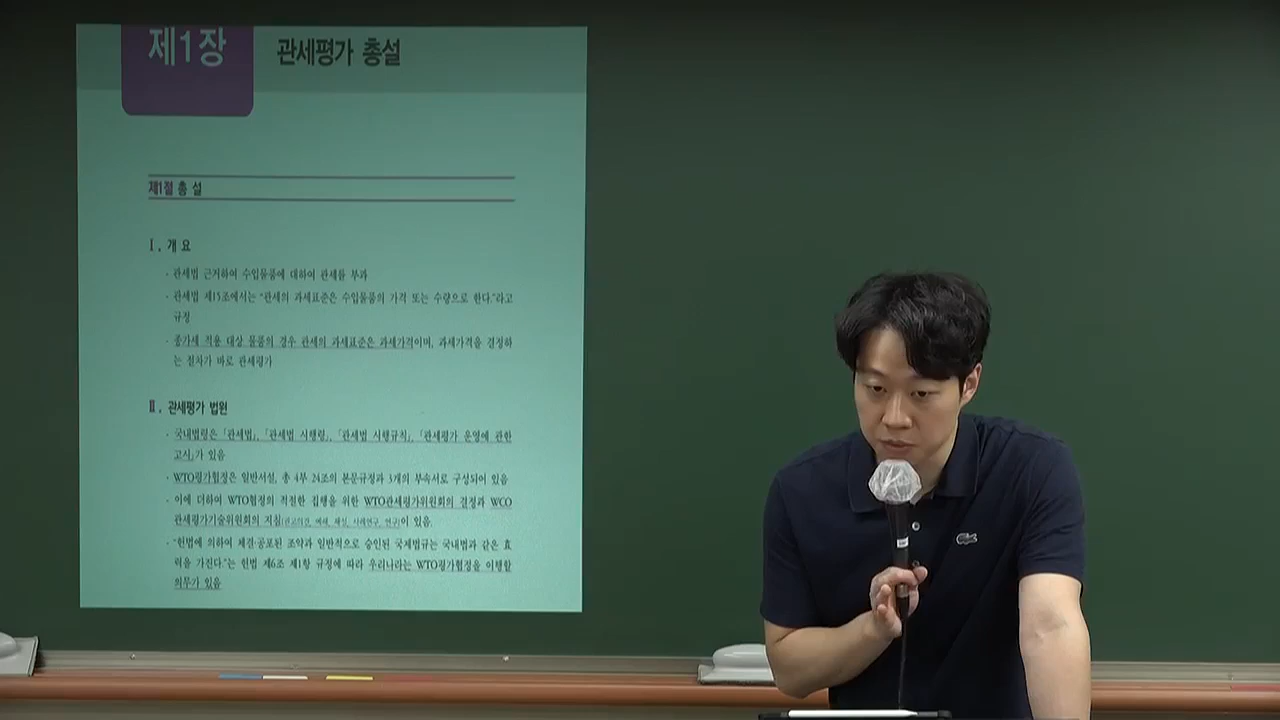 제1장
관세평가 총설
제1절 총 설
Ⅰ. 개 요
· 관세법 근거하여 수입물품에 대하여 관세를 부과
· 관세법 제15조에서는 "관세의 과세표준은 수입물품의 가격 또는 수량으로 한다."라고
규정
· 종가세 적용 대상 물품의 경우 관세의 과세표준은 과세가격이며, 과세가격을 결정하
는 절차가 바로 관세평가
Ⅱ. 관세평가 법원
· 국내법령은 「관세법」, 「관세법 시행령」, 「관세법 시행규칙」, 「관세평가 운영에 관한
고시」가 있음
· WTO평가협정은 일반서설, 총 4부 24조의 본문규정과 3개의 부속서로 구성되어 있음
· 이에 더하여 WTO협정의 적절한 집행을 위한 WTO관세평가위원회의 결정과 WCO
관세평가기술위원회의 지침(권고의견, 예해, 해설, 사례연구, 연구)이 있음.
· "헌법에 의하여 체결·공포된 조약과 일반적으로 승인된 국제법규는 국내법과 같은 효
력을 가진다."는 헌법 제6조 제1항 규정에 따라 우리나라는 WTO평가협정을 이행할
의무가 있음